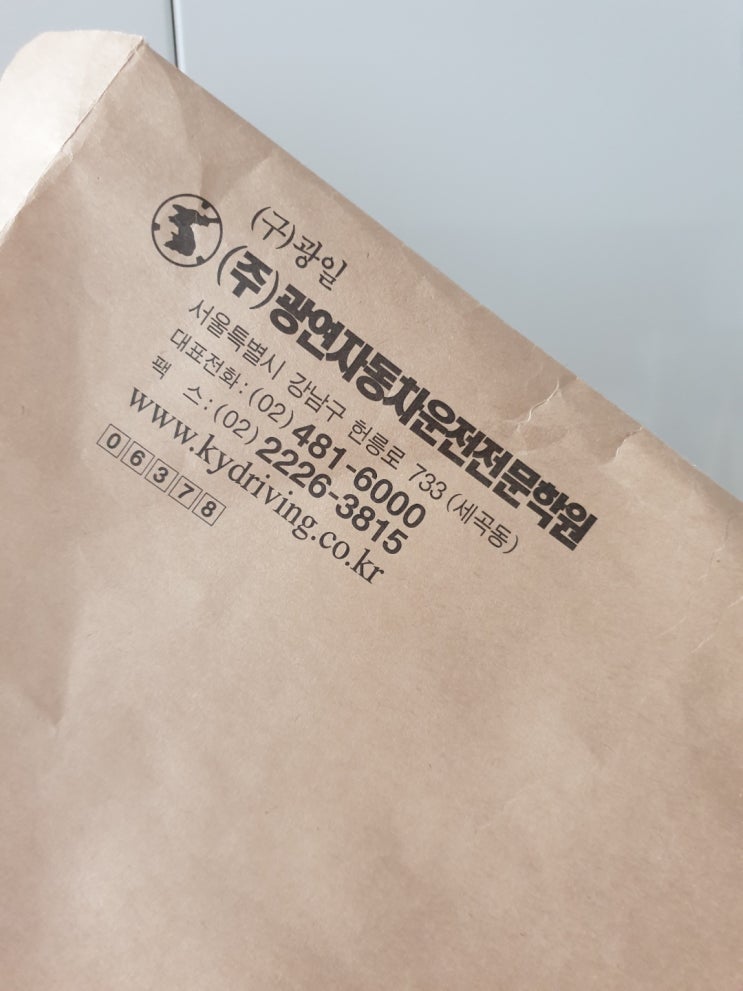 (구)광일
(주)광연자동차운전전문학원
서울특별시 강남구 헌릉로 733 (세곡동)
대표전화 : (02) 481-6000
팩 스 : (02) 2226-3815
www.kydriving.co.kr
06378